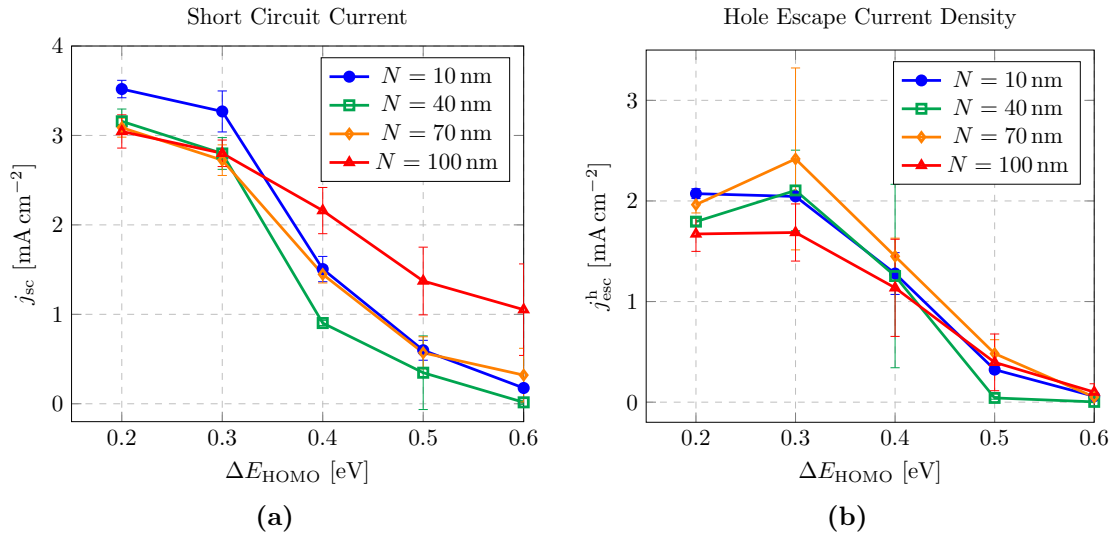 Short Circuit Current
4
3
2
1
0
0.2 0.3 0.4 0.5 0.6
j_sc [mA cm⁻²]
ΔE_HOMO [eV]
N = 10 nm
N = 40 nm
N = 70 nm
N = 100 nm
(a)
Hole Escape Current Density
3
2
1
0
0.2 0.3 0.4 0.5 0.6
j^h_esc [mA cm⁻²]
ΔE_HOMO [eV]
N = 10 nm
N = 40 nm
N = 70 nm
N = 100 nm
(b)